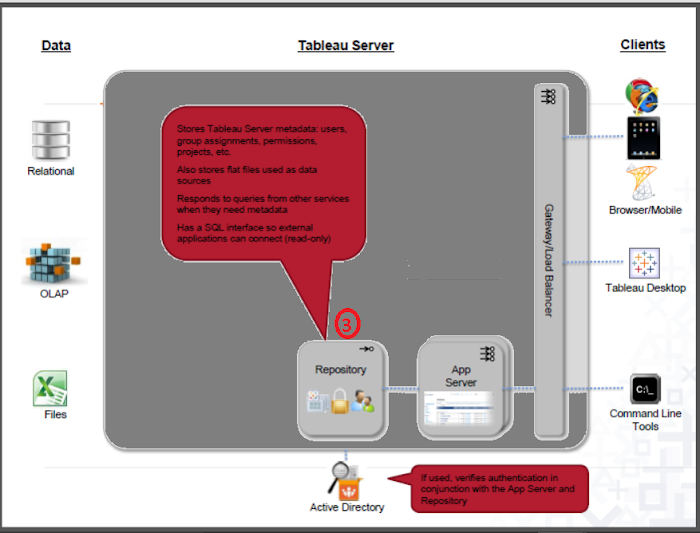 Data
Tableau Server
Clients
Stores Tableau Server metadata: users,
group assignments, permissions,
projects, etc.
Also stores flat files used as data
sources
Responds to queries from other services
when they need metadata
Has a SQL interface so external
applications can connect (read-only)
Relational
OLAP
Files
3
Repository
App
Server
Gateway/Load Balancer
Browser/Mobile
Tableau Desktop
C:\_
Command Line
Tools
Active Directory
If used, verifies authentication in
conjunction with the App Server and
Repository